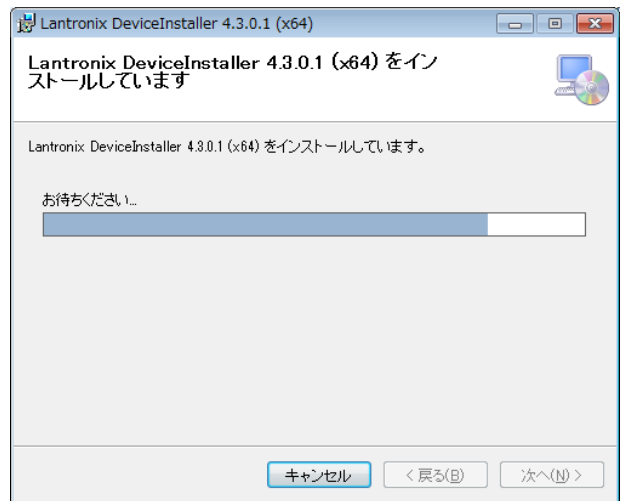 Lantronix DeviceInstaller 4.3.0.1 (x64)
Lantronix DeviceInstaller 4.3.0.1 (x64) をイン
ストールしています
Lantronix DeviceInstaller 4.3.0.1 (x64) をインストールしています。
お待ちください...
キャンセル
< 戻る(B)
次へ(N) >